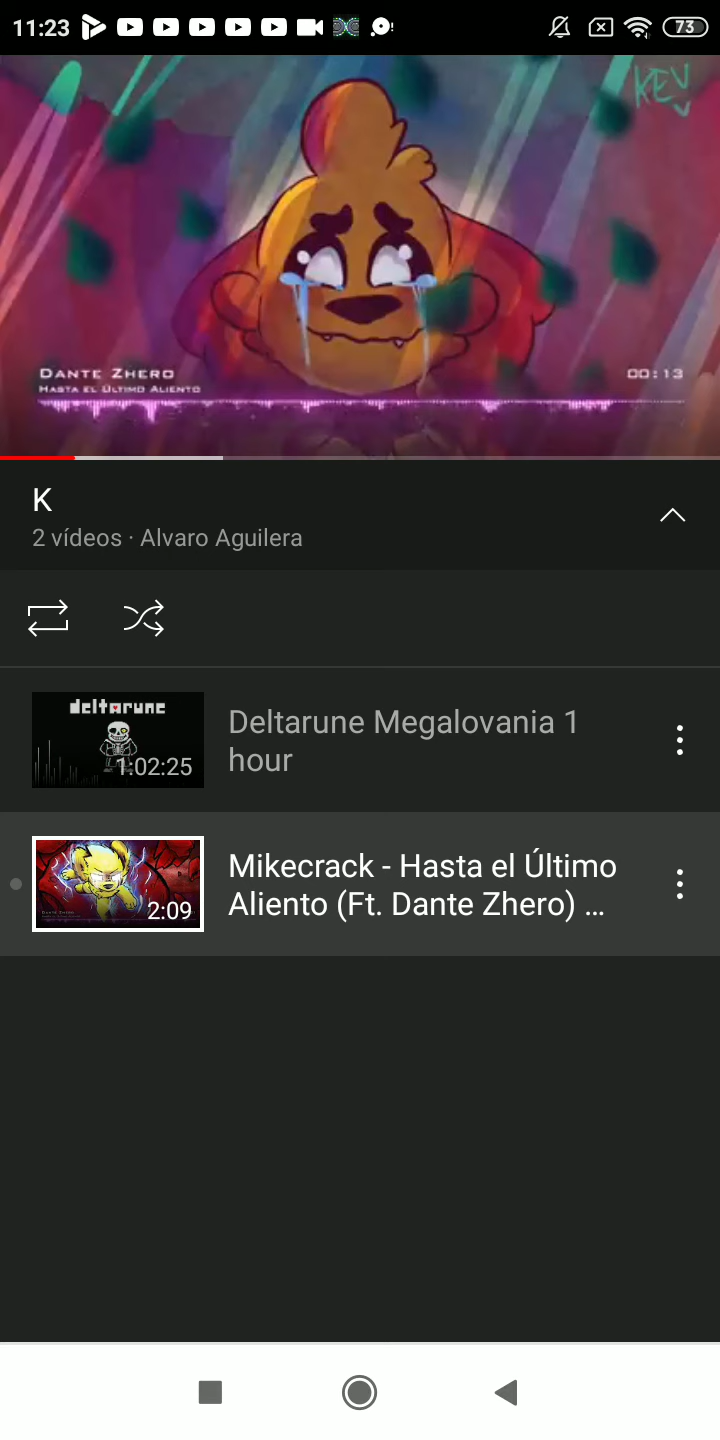 11:23
73
KEV
DANTE ZHERO
00:13
HASTA EL ÚLTIMO ALIENTO
K
2 vídeos · Alvaro Aguilera
deltarune
1:02:25
Deltarune Megalovania 1
hour
2:09
Mikecrack - Hasta el Último
Aliento (Ft. Dante Zhero) ...